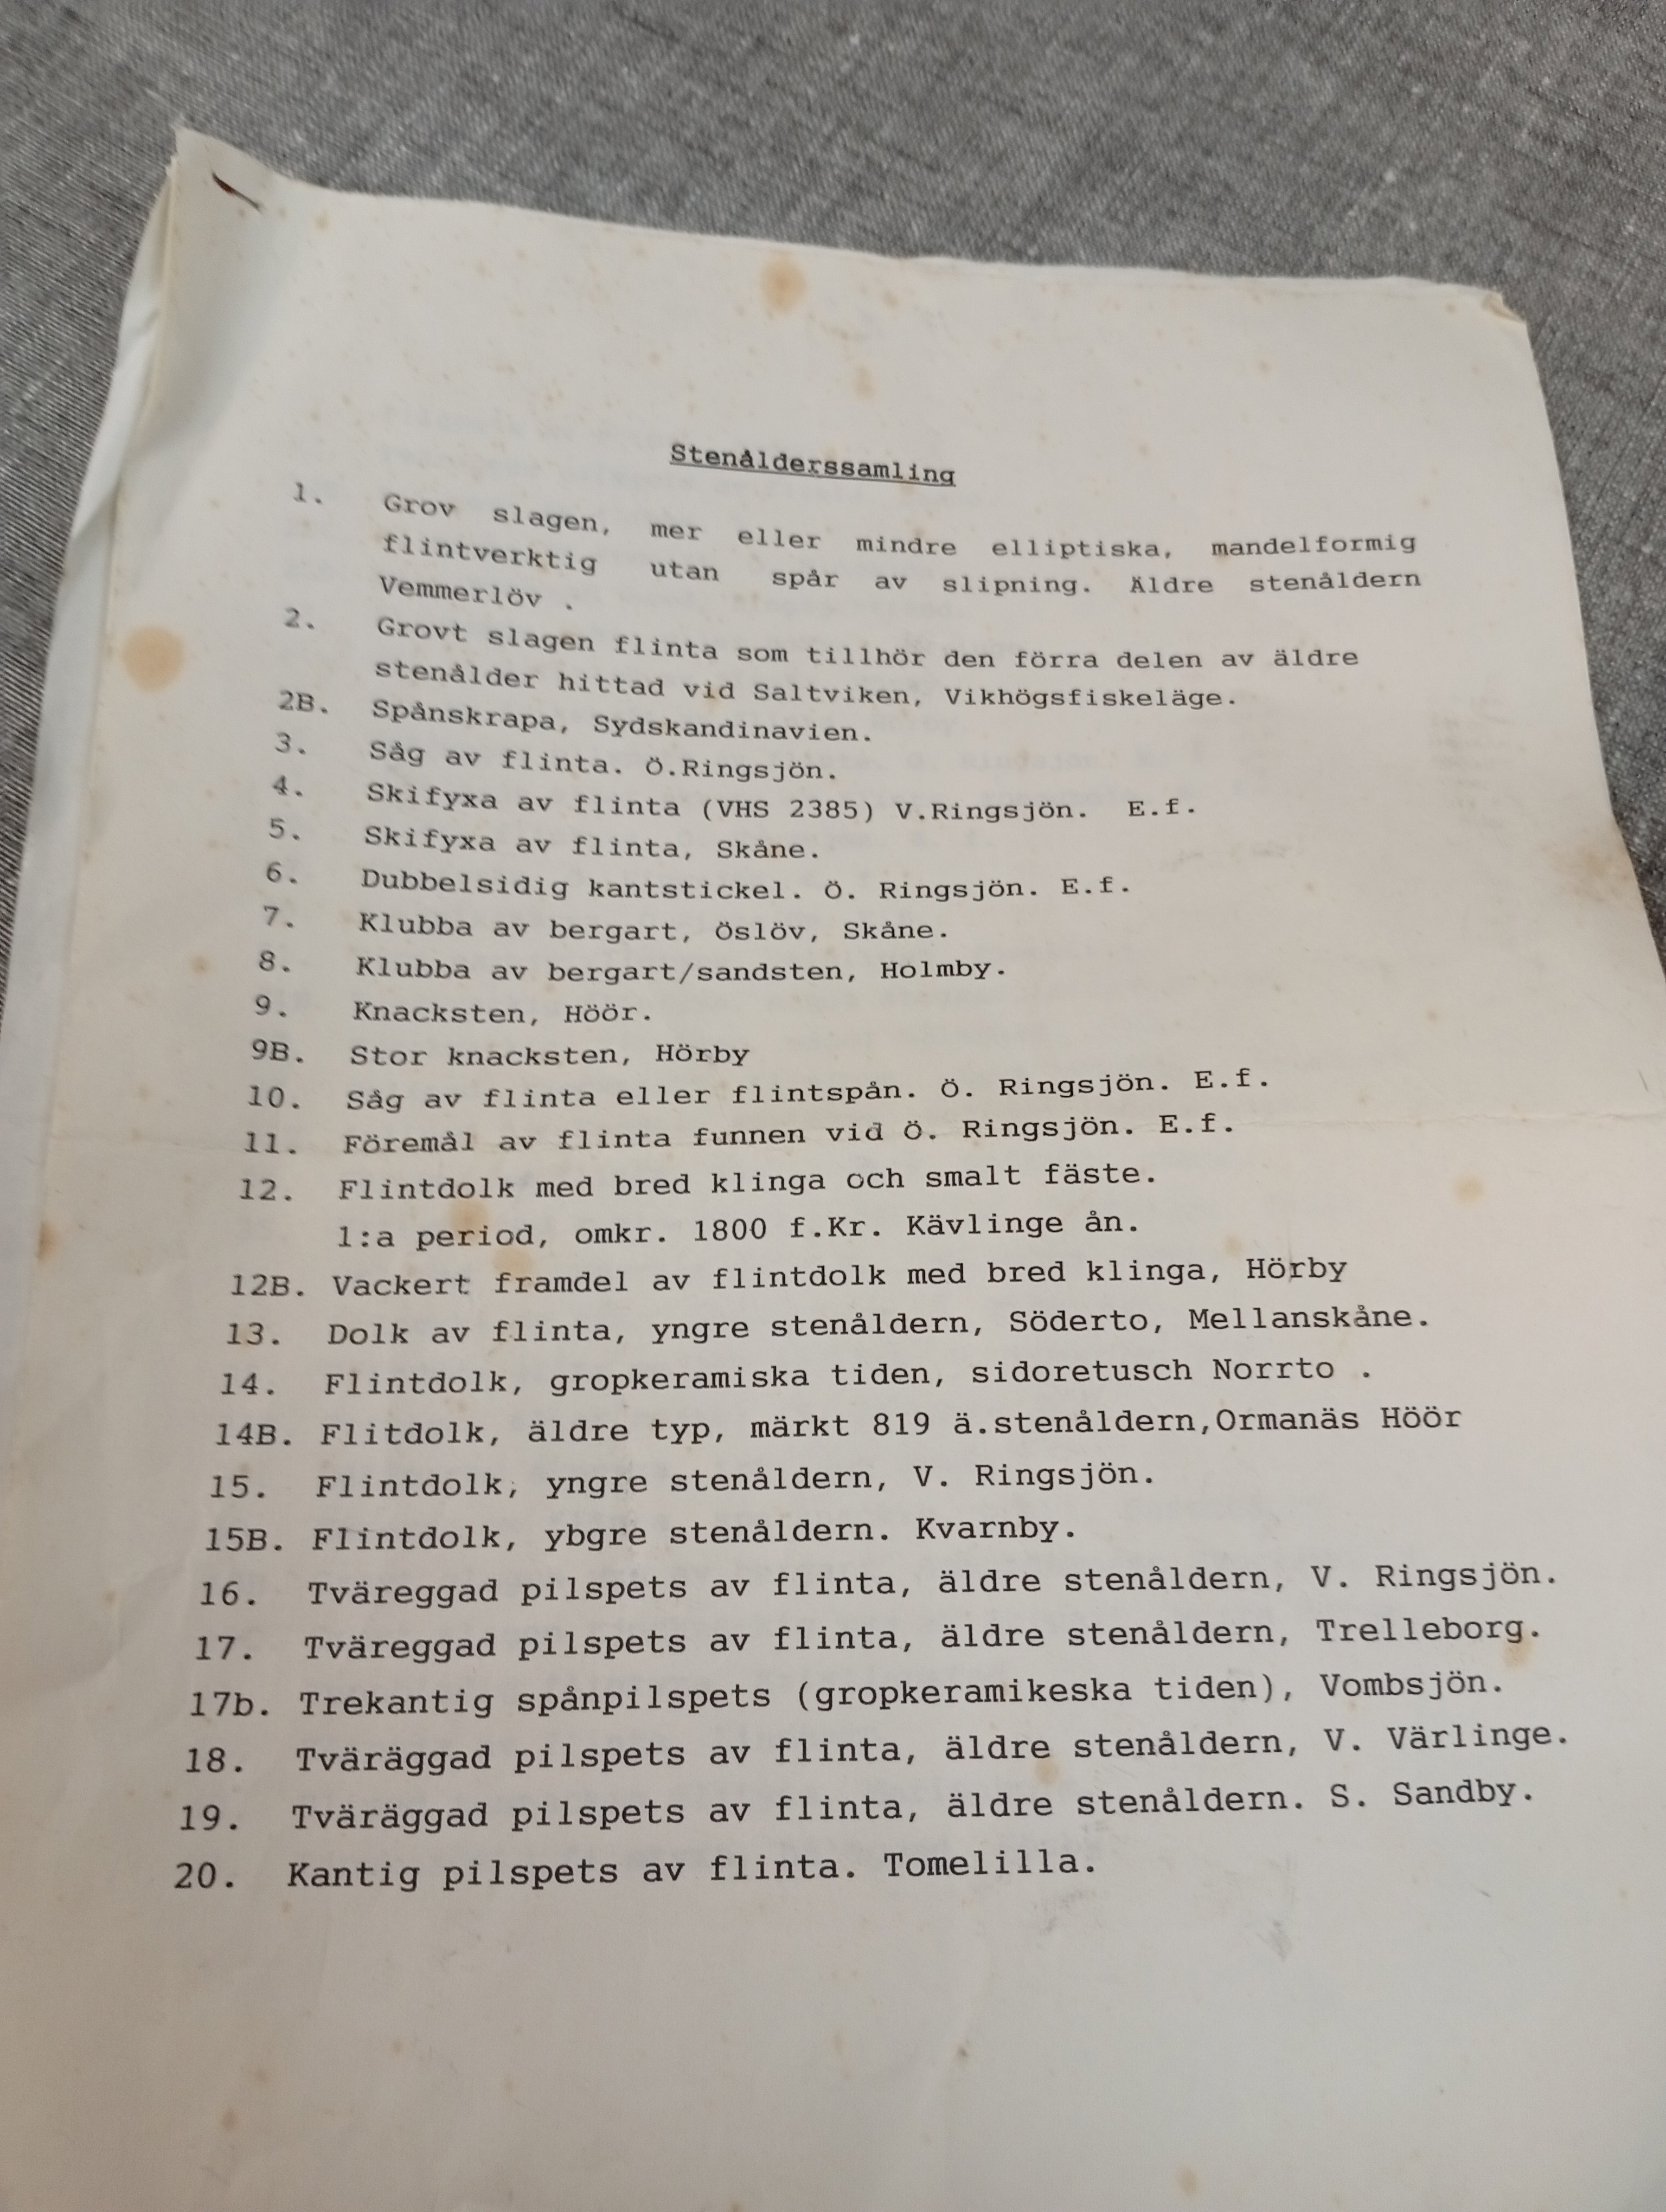 Stenålderssamling
1. Grov slagen, mer eller mindre elliptiska, mandelformig
flintverktig utan spår av slipning. Äldre stenåldern
Vemmerlöv .
2. Grovt slagen flinta som tillhör den förra delen av äldre
stenålder hittad vid Saltviken, Vikhögsfiskeläge.
2B. Spånskrapa, Sydskandinavien.
3. Såg av flinta. Ö.Ringsjön.
4. Skifyxa av flinta (VHS 2385) V.Ringsjön. E.f.
5. Skifyxa av flinta, Skåne.
6. Dubbelsidig kantstickel. Ö. Ringsjön. E.f.
7. Klubba av bergart, Öslöv, Skåne.
8. Klubba av bergart/sandsten, Holmby.
9. Knacksten, Höör.
9B. Stor knacksten, Hörby
10. Såg av flinta eller flintspån. Ö. Ringsjön. E.f.
11. Föremål av flinta funnen vid Ö. Ringsjön. E.f.
12. Flintdolk med bred klinga och smalt fäste.
1:a period, omkr. 1800 f.Kr. Kävlinge ån.
12B. Vackert framdel av flintdolk med bred klinga, Hörby
13. Dolk av flinta, yngre stenåldern, Söderto, Mellanskåne.
14. Flintdolk, gropkeramiska tiden, sidoretusch Norrto .
14B. Flitdolk, äldre typ, märkt 819 ä.stenåldern,Ormanäs Höör
15. Flintdolk, yngre stenåldern, V. Ringsjön.
15B. Flintdolk, ybgre stenåldern. Kvarnby.
16. Tväreggad pilspets av flinta, äldre stenåldern, V. Ringsjön.
17. Tväreggad pilspets av flinta, äldre stenåldern, Trelleborg.
17b. Trekantig spånpilspets (gropkeramikeska tiden), Vombsjön.
18. Tväräggad pilspets av flinta, äldre stenåldern, V. Värlinge.
19. Tväräggad pilspets av flinta, äldre stenåldern. S. Sandby.
20. Kantig pilspets av flinta. Tomelilla.